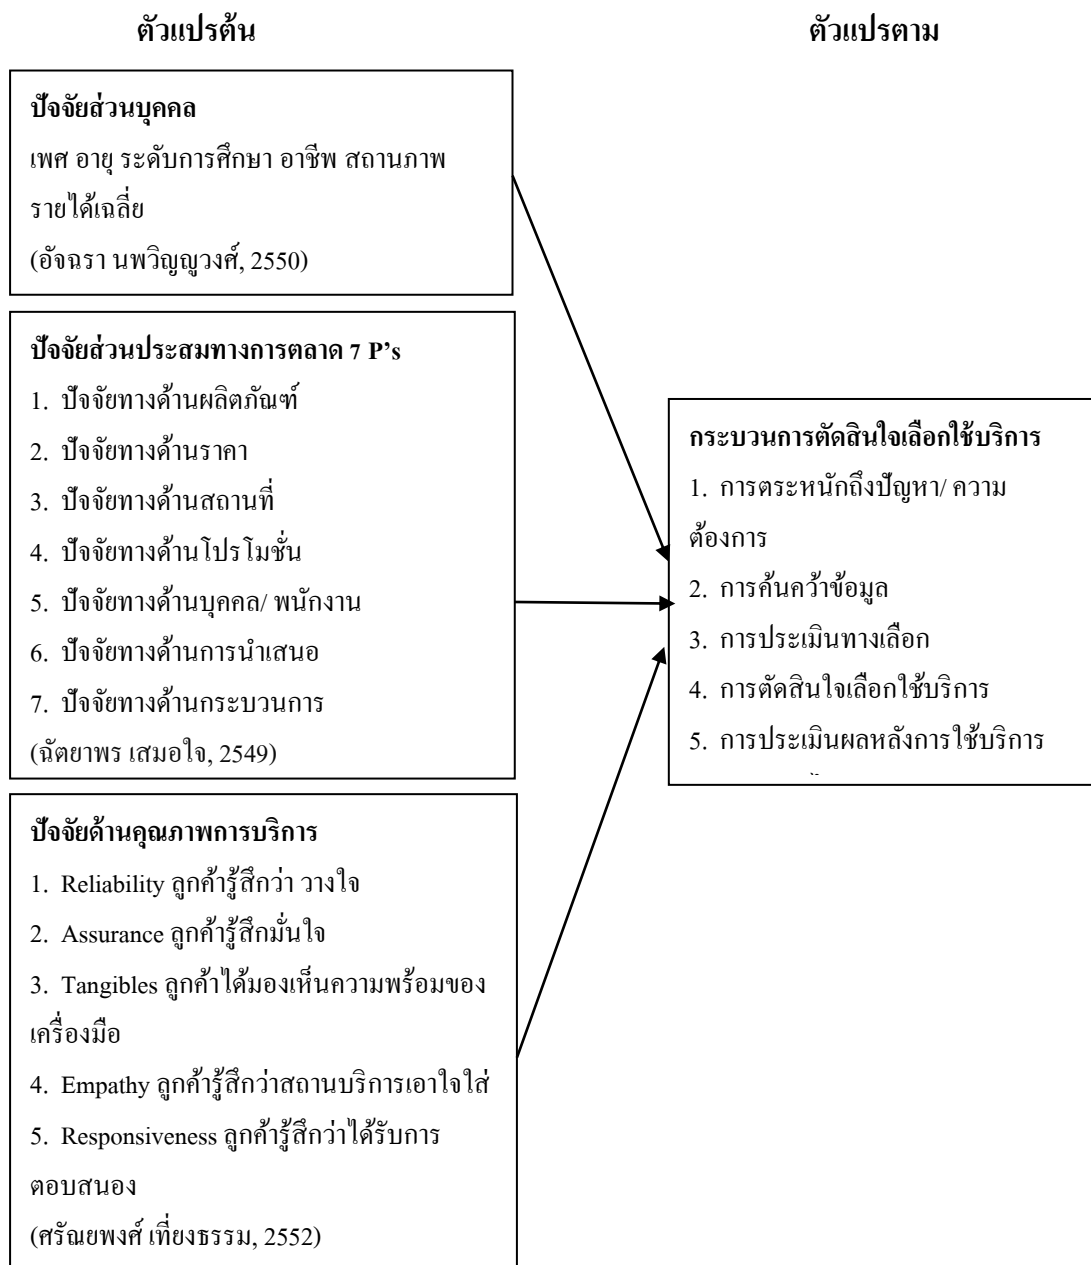 ตัวแปรต้น
ตัวแปรตาม
ปัจจัยส่วนบุคคล
เพศ อายุ ระดับการศึกษา อาชีพ สถานภาพ
รายได้เฉลี่ย
(อัจฉรา นพวิญญูวงศ์, 2550)
ปัจจัยส่วนประสมทางการตลาด 7 P’s
1. ปัจจัยทางด้านผลิตภัณฑ์
2. ปัจจัยทางด้านราคา
3. ปัจจัยทางด้านสถานที่
4. ปัจจัยทางด้านโปรโมชั่น
5. ปัจจัยทางด้านบุคคล/ พนักงาน
6. ปัจจัยทางด้านการนำเสนอ
7. ปัจจัยทางด้านกระบวนการ
(ฉัตยาพร เสมอใจ, 2549)
ปัจจัยด้านคุณภาพการบริการ
1. Reliability ลูกค้ารู้สึกว่า วางใจ
2. Assurance ลูกค้ารู้สึกมั่นใจ
3. Tangibles ลูกค้าได้มองเห็นความพร้อมของ
เครื่องมือ
4. Empathy ลูกค้ารู้สึกว่าสถานบริการเอาใจใส่
5. Responsiveness ลูกค้ารู้สึกว่าได้รับการ
ตอบสนอง
(ศรัณยพงศ์ เที่ยงธรรม, 2552)
กระบวนการตัดสินใจเลือกใช้บริการ
1. การตระหนักถึงปัญหา/ ความ
ต้องการ
2. การค้นคว้าข้อมูล
3. การประเมินทางเลือก
4. การตัดสินใจเลือกใช้บริการ
5. การประเมินผลหลังการใช้บริการ